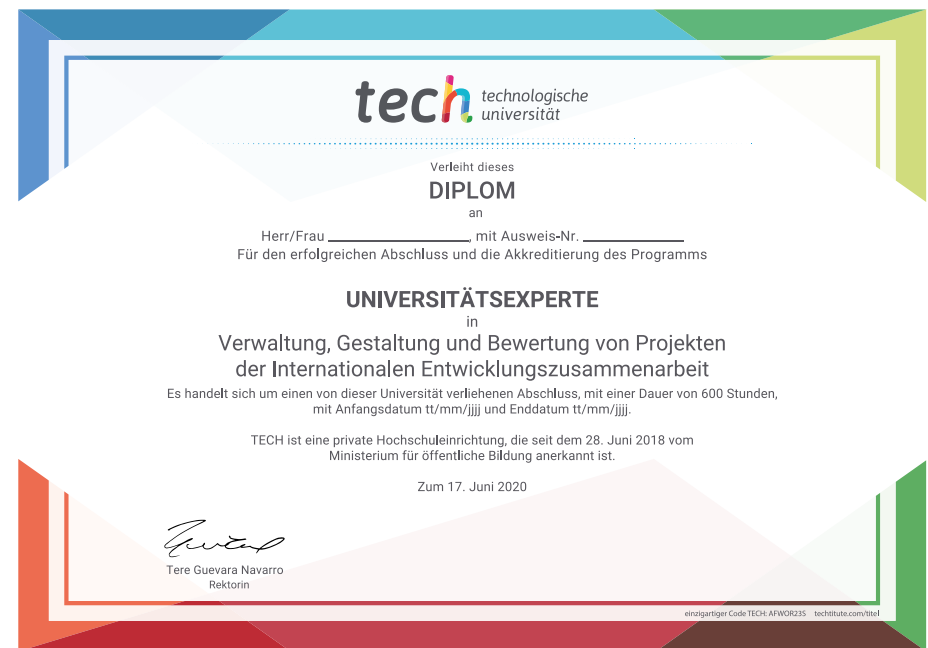 tech technologische
universität
Verleiht dieses
DIPLOM
an
Herr/Frau ____________________, mit Ausweis-Nr. ______________
Für den erfolgreichen Abschluss und die Akkreditierung des Programms
UNIVERSITÄTSEXPERTE
in
Verwaltung, Gestaltung und Bewertung von Projekten
der Internationalen Entwicklungszusammenarbeit
Es handelt sich um einen von dieser Universität verliehenen Abschluss, mit einer Dauer von 600 Stunden,
mit Anfangsdatum tt/mm/jjjj und Enddatum tt/mm/jjjj.
TECH ist eine private Hochschuleinrichtung, die seit dem 28. Juni 2018 vom
Ministerium für öffentliche Bildung anerkannt ist.
Zum 17. Juni 2020
Tere Guevara Navarro
Rektorin
einzigartiger Code TECH: AFWOR23S techtitute.com/titel